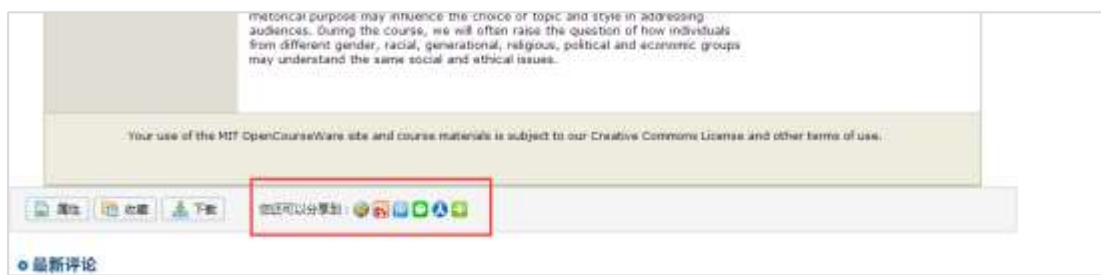 rhetorical purpose may influence the choice of topic and style in addressing
audiences. During the course, we will often raise the question of how individuals
from different gender, racial, generational, religious, political and economic groups
may understand the same social and ethical issues.
Your use of the MIT OpenCourseWare site and course materials is subject to our Creative Commons License and other terms of use.
属性 收藏 下载 您还可以分享到：
最新评论